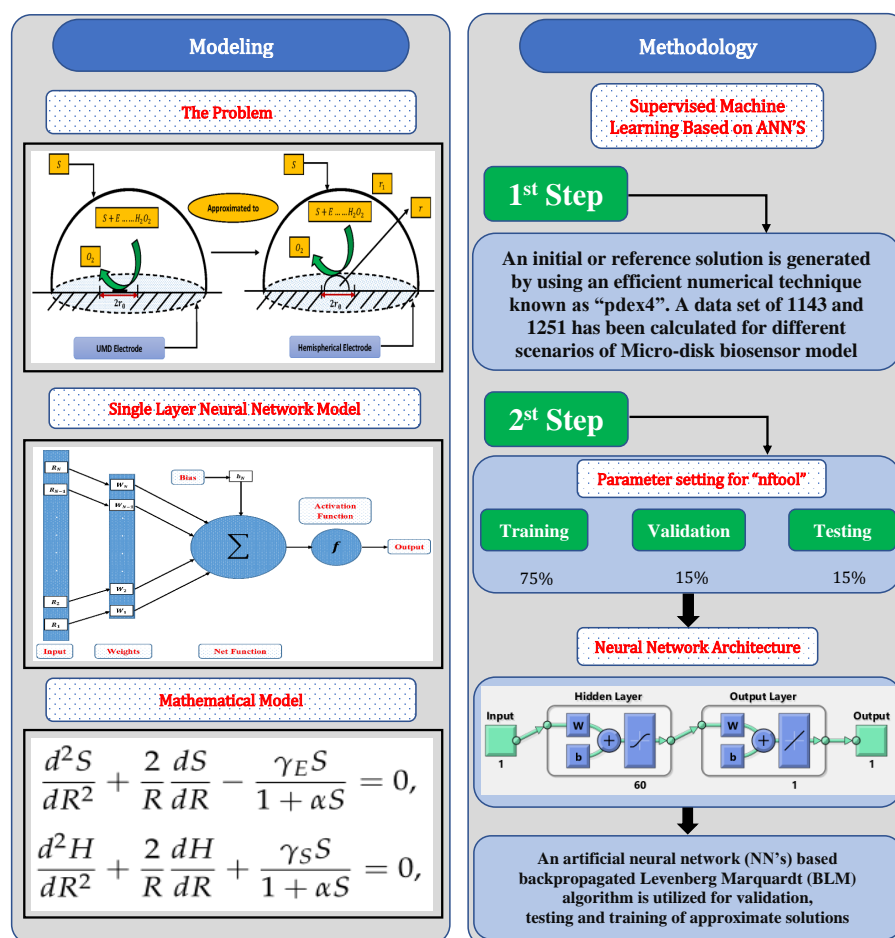 Modeling
The Problem
S
S
r₁
r
Approximated to
S + E ......H₂O₂
S + E ......H₂O₂
O₂
O₂
2r₀
2r₀
UMD Electrode
Hemispherical Electrode
Single Layer Neural Network Model
R_N
R_{N-1}
.
.
.
R₂
R₁
W_N
W_{N-1}
.
.
.
W₂
W₁
Bias
b_N
∑
Activation
Function
f
Output
Input
Weights
Net Function
Mathematical Model
d²S/dR² + 2/R dS/dR − γ_E S/(1 + αS) = 0,
d²H/dR² + 2/R dH/dR + γ_S S/(1 + αS) = 0,
Methodology
Supervised Machine
Learning Based on ANN'S
1st Step
An initial or reference solution is generated
by using an efficient numerical technique
known as “pdex4”. A data set of 1143 and
1251 has been calculated for different
scenarios of Micro-disk biosensor model
2st Step
Parameter setting for “nftool”
Training
Validation
Testing
75%
15%
15%
Neural Network Architecture
Hidden Layer
Output Layer
Input
W
b
+
W
b
+
Output
1
60
1
1
An artificial neural network (NN’s) based
backpropagated Levenberg Marquardt (BLM)
algorithm is utilized for validation,
testing and training of approximate solutions